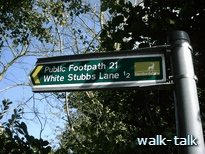 Public Footpath 21
White Stubbs Lane ½
walk-talk